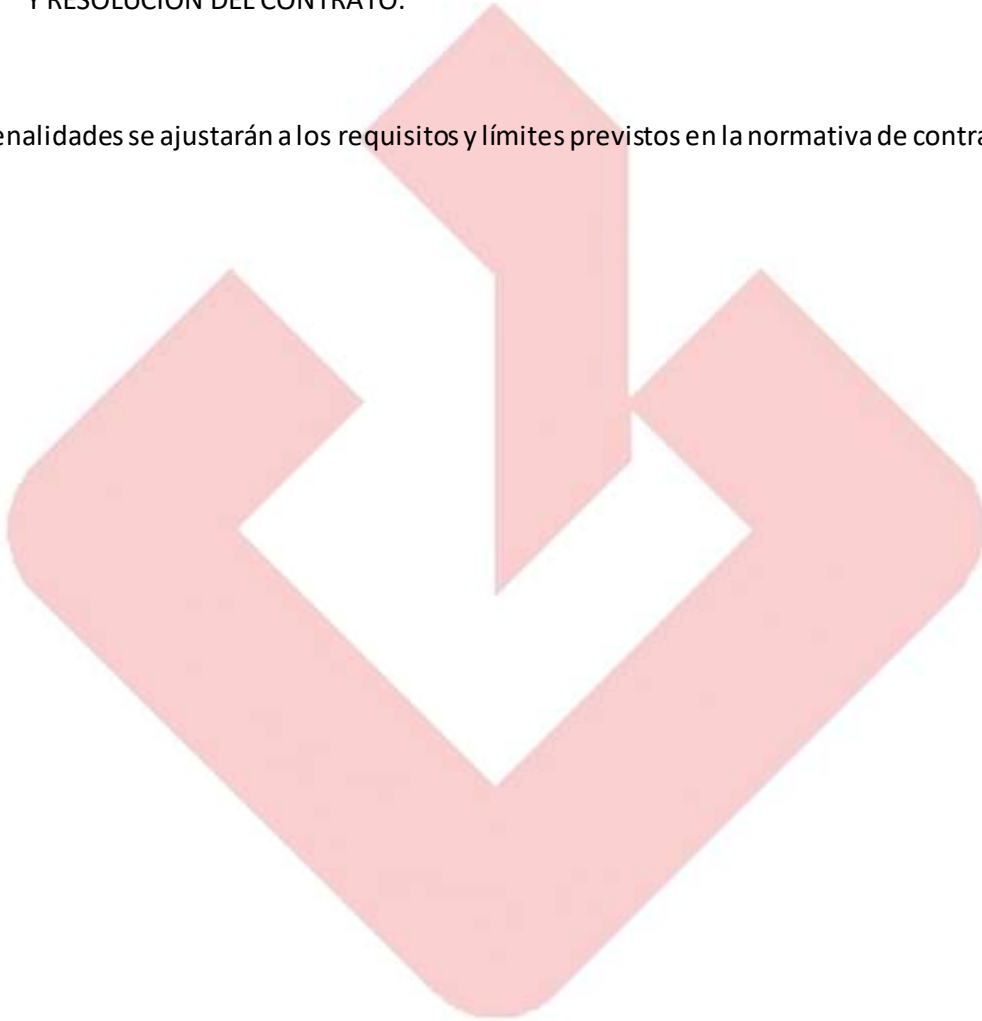 Y RESOLUCIÓN DEL CONTRATO.
enalidades se ajustarán a los requisitos y límites previstos en la normativa de contra